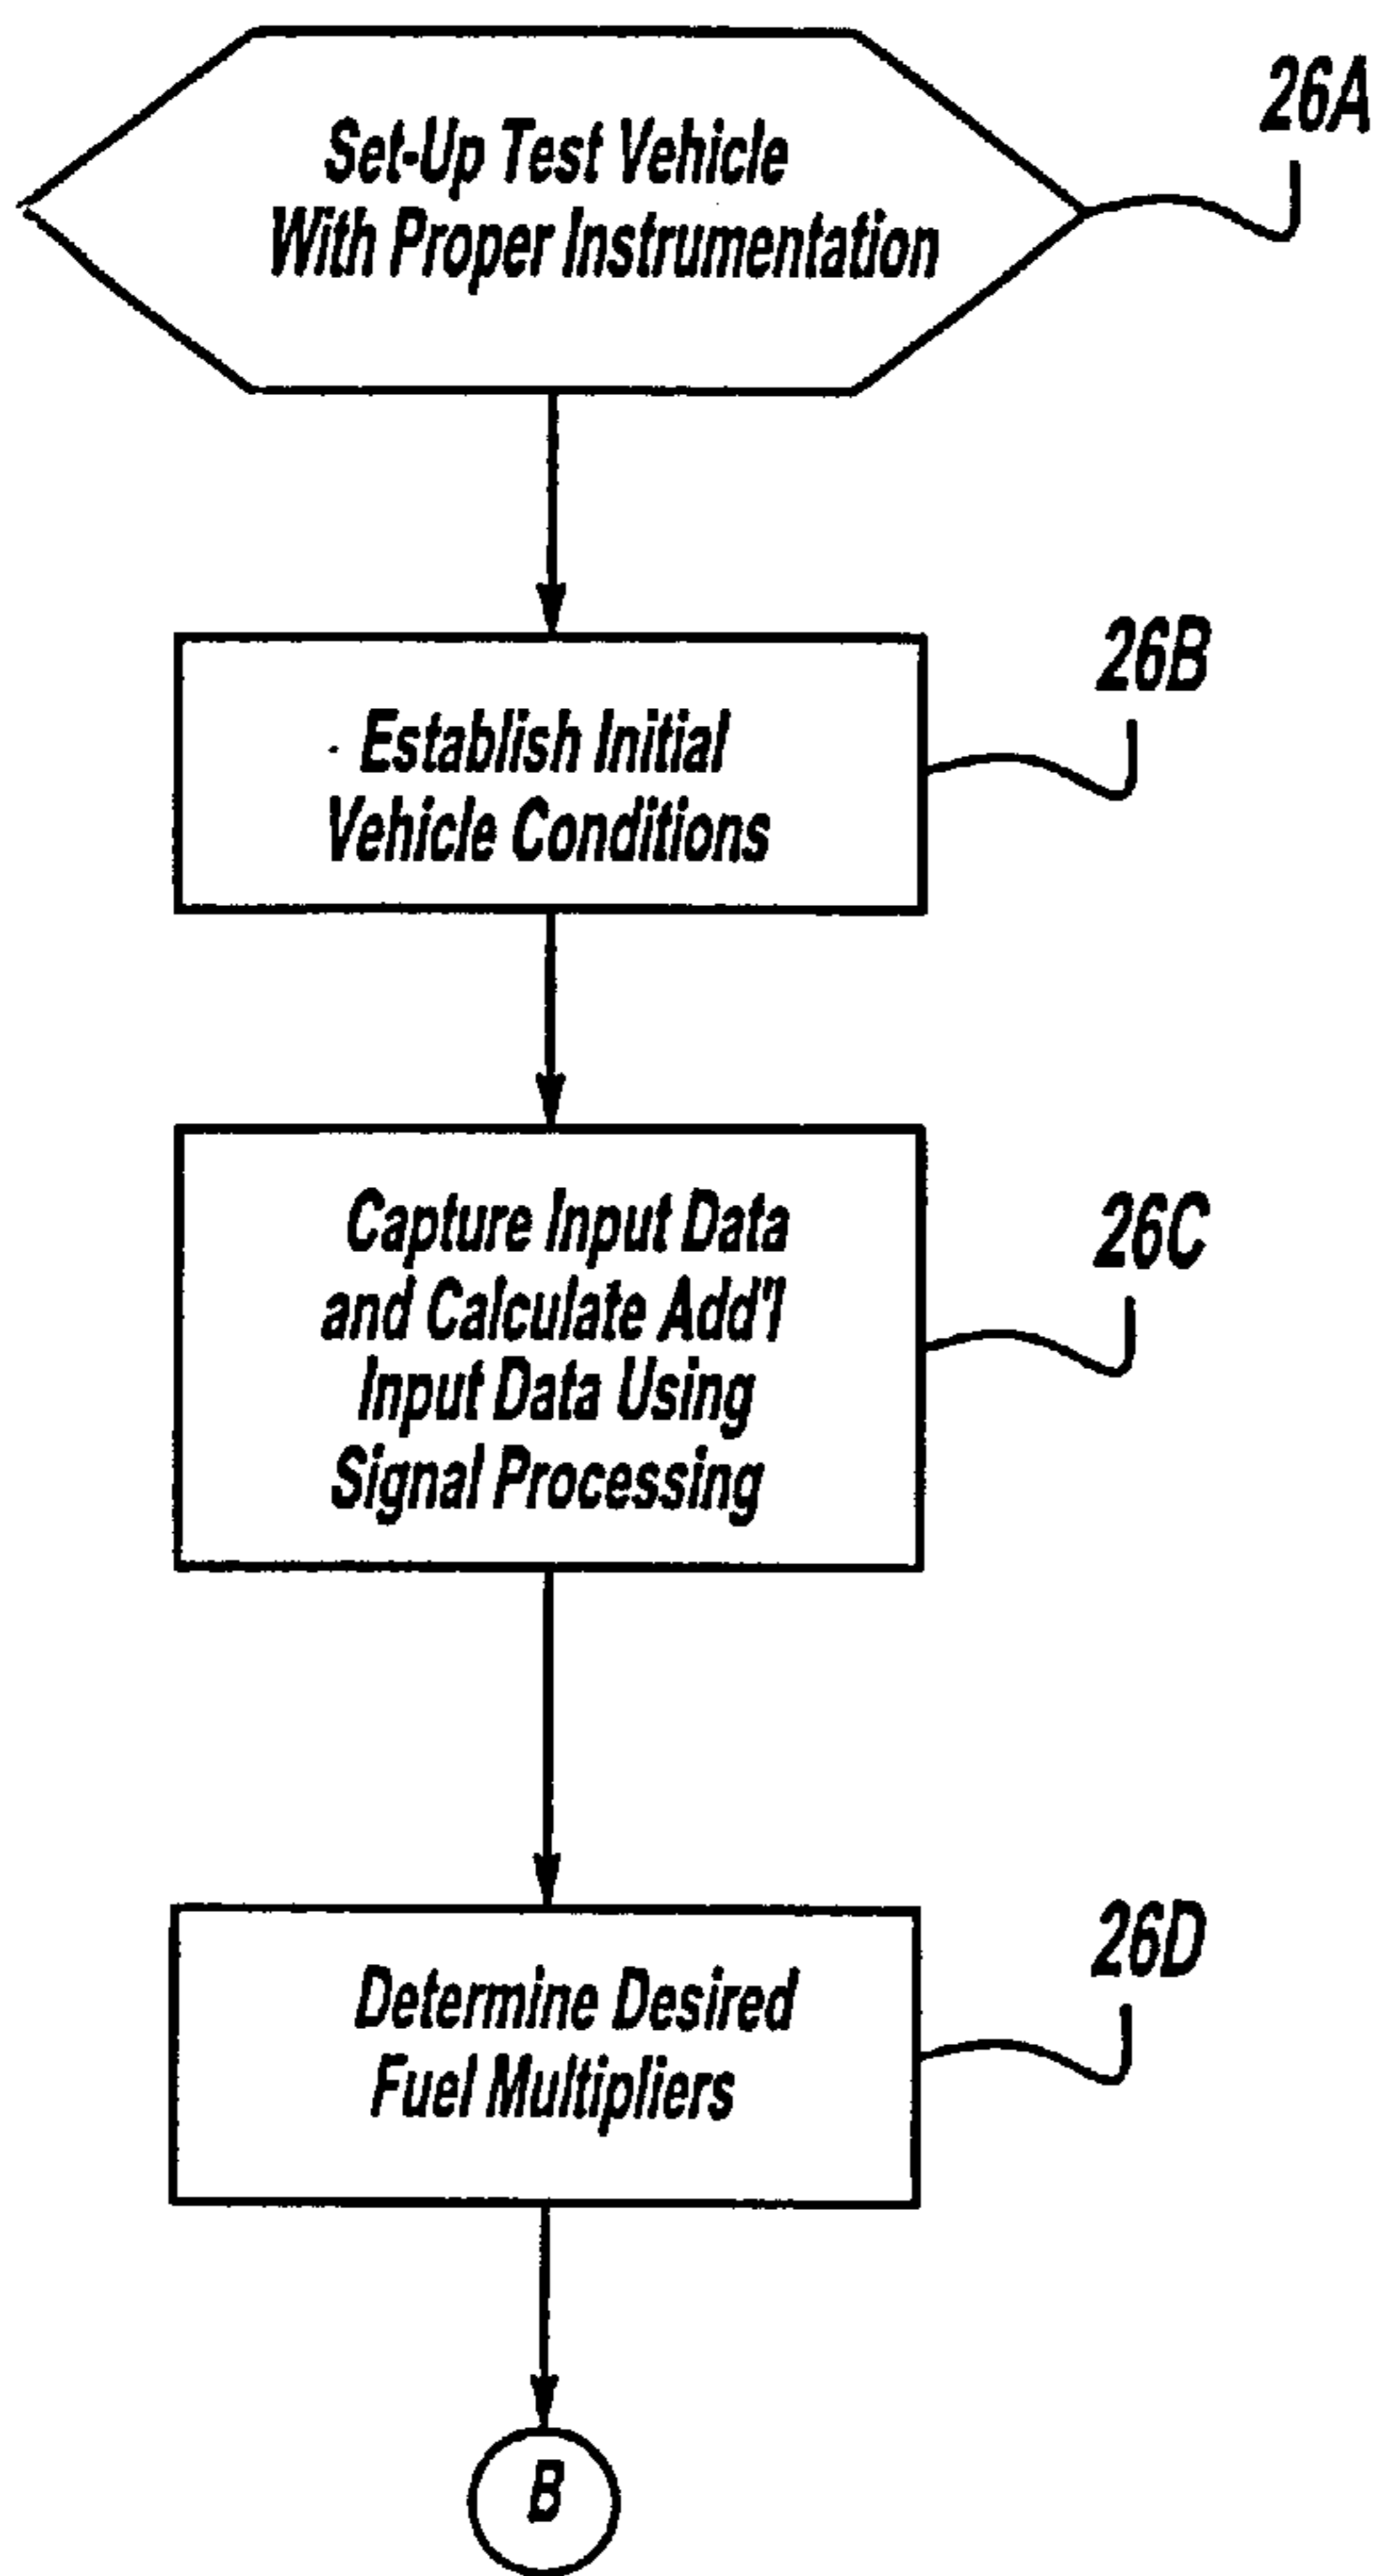 Set-Up Test Vehicle
With Proper Instrumentation
26A
Establish Initial
Vehicle Conditions
26B
Capture Input Data
and Calculate Add'l
Input Data Using
Signal Processing
26C
Determine Desired
Fuel Multipliers
26D
B